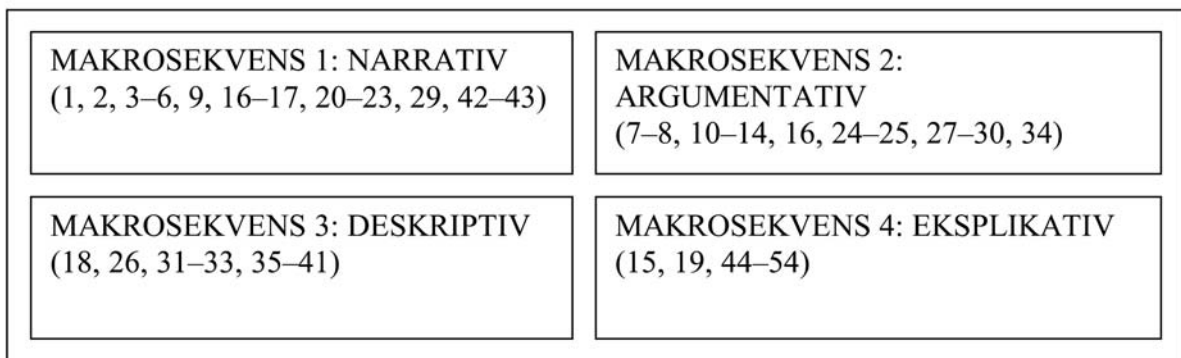 MAKROSEKVENS 1: NARRATIV
(1, 2, 3–6, 9, 16–17, 20–23, 29, 42–43)
MAKROSEKVENS 2:
ARGUMENTATIV
(7–8, 10–14, 16, 24–25, 27–30, 34)
MAKROSEKVENS 3: DESKRIPTIV
(18, 26, 31–33, 35–41)
MAKROSEKVENS 4: EKSPLIKATIV
(15, 19, 44–54)